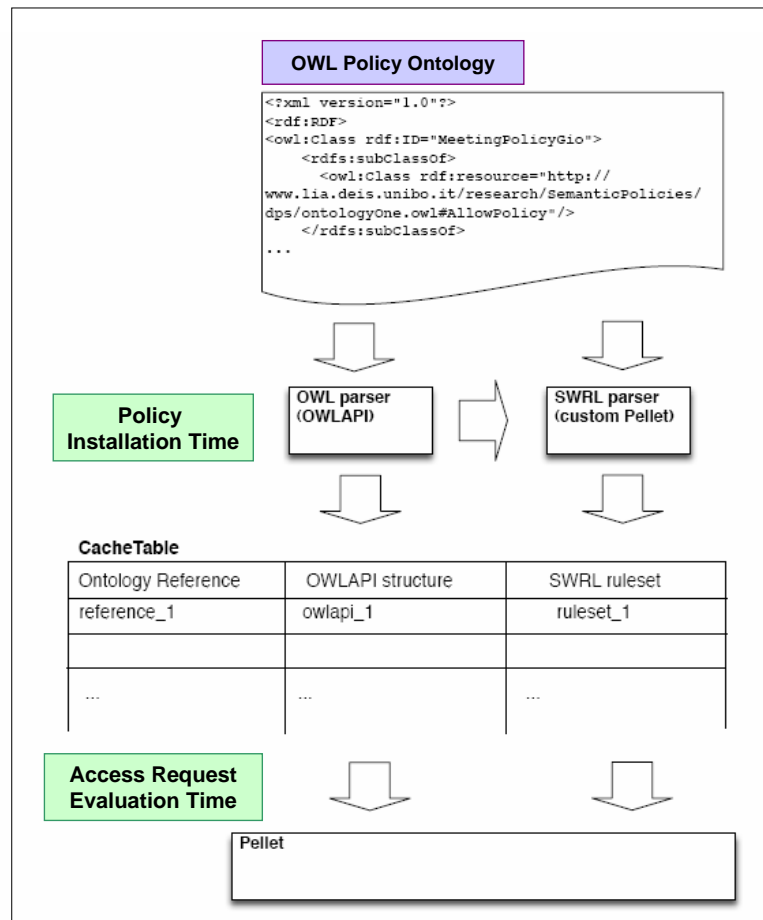 OWL Policy Ontology
<?xml version="1.0"?>
<rdf:RDF>
<owl:Class rdf:ID="MeetingPolicyGio">
<rdfs:subClassOf>
<owl:Class rdf:resource="http://
www.lia.deis.unibo.it/research/SemanticPolicies/
dps/ontologyOne.owl#AllowPolicy"/>
</rdfs:subClassOf>
...
Policy
Installation Time
OWL parser
(OWLAPI)
SWRL parser
(custom Pellet)
CacheTable
Ontology Reference
OWLAPI structure
SWRL ruleset
reference_1
owlapi_1
ruleset_1
...
...
...
Access Request
Evaluation Time
Pellet